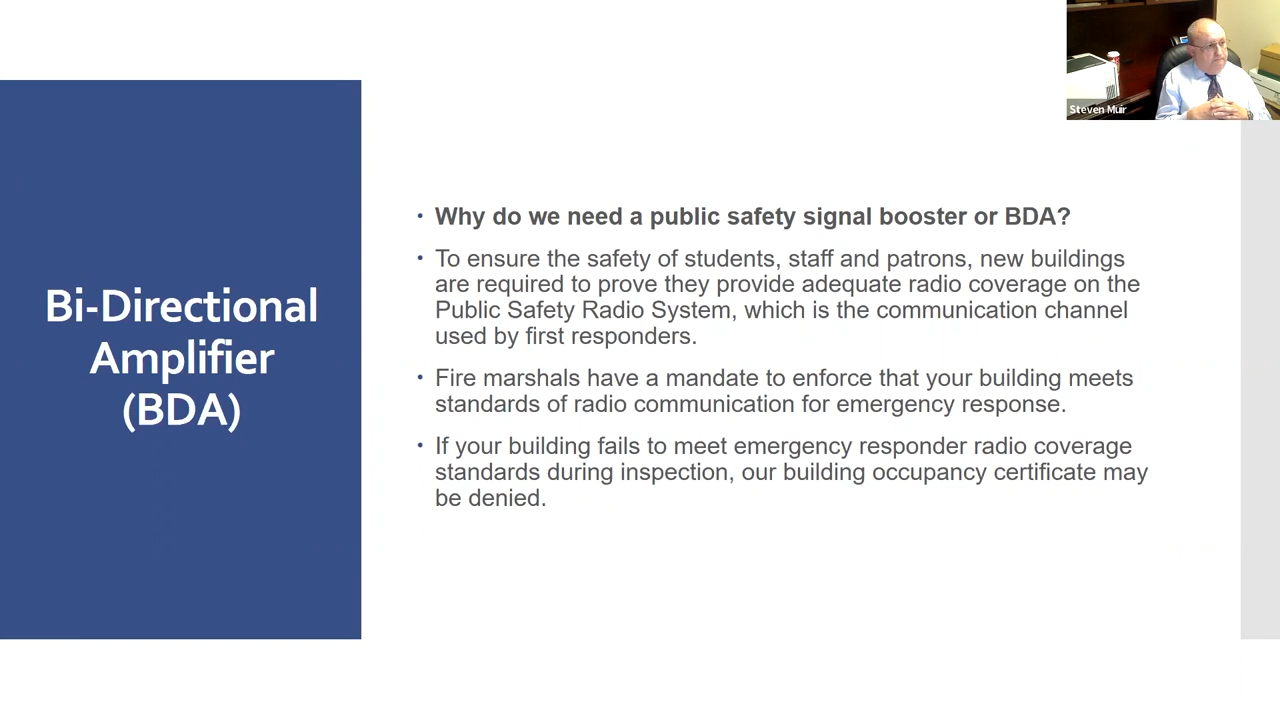 Steven Muir
Bi-Directional
Amplifier
(BDA)
• Why do we need a public safety signal booster or BDA?
• To ensure the safety of students, staff and patrons, new buildings
are required to prove they provide adequate radio coverage on the
Public Safety Radio System, which is the communication channel
used by first responders.
• Fire marshals have a mandate to enforce that your building meets
standards of radio communication for emergency response.
• If your building fails to meet emergency responder radio coverage
standards during inspection, our building occupancy certificate may
be denied.